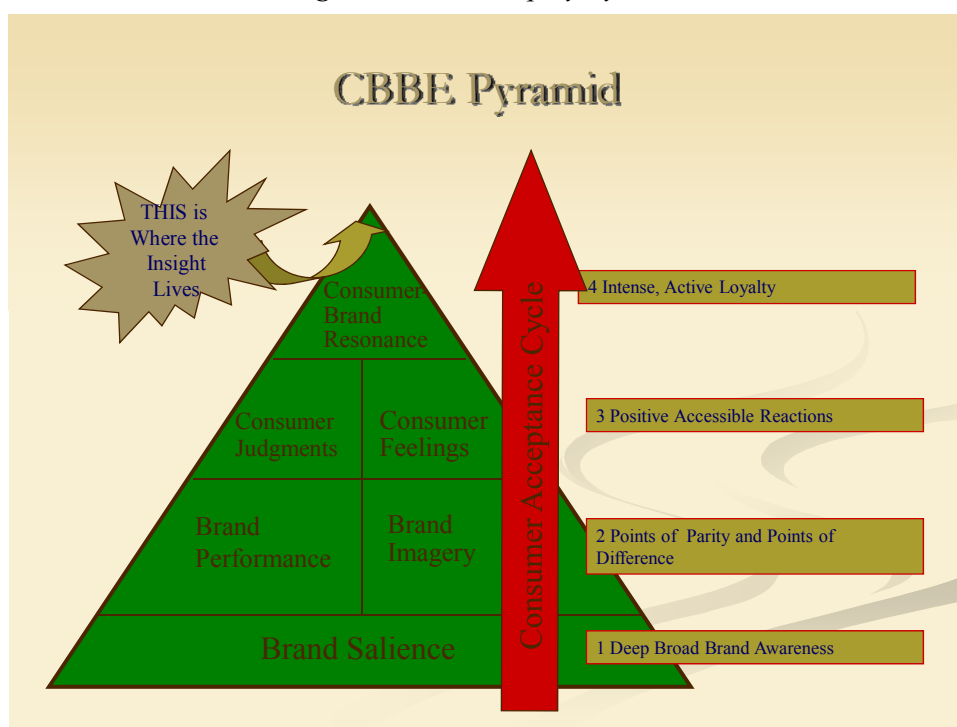 CBBE Pyramid
THIS is
Where the
Insight
Lives
Consumer-
Brand
Resonance
Consumer
Judgments
Consumer
Feelings
Brand
Performance
Brand
Imagery
Brand Salience
Consumer Acceptance Cycle
4 Intense, Active Loyalty
3 Positive Accessible Reactions
2 Points of Parity and Points of
Difference
1 Deep Broad Brand Awareness